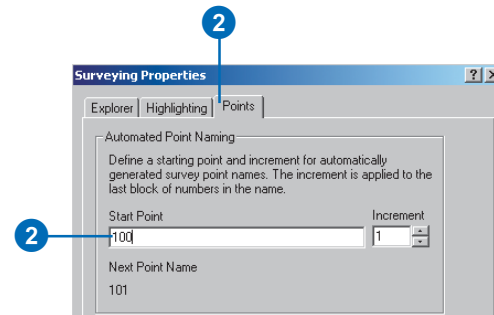 2
Surveying Properties
Explorer Highlighting Points
Automated Point Naming
Define a starting point and increment for automatically
generated survey point names. The increment is applied to the
last block of numbers in the name.
Start Point Increment
2 100 1
Next Point Name
101